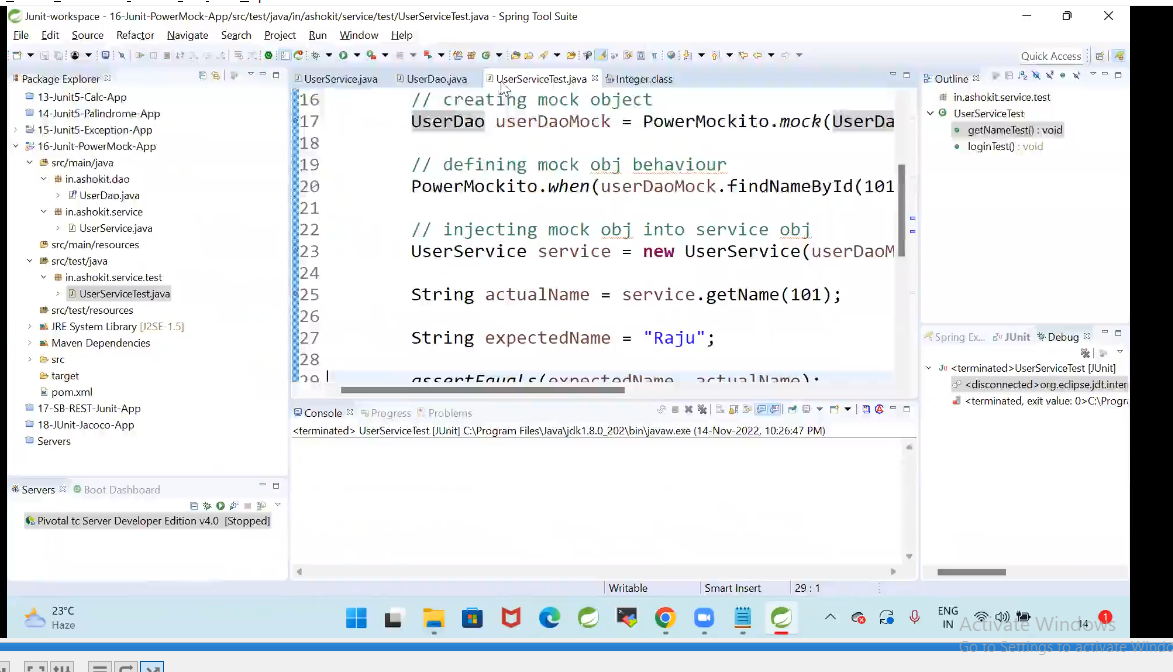 Junit-workspace - 16-Junit-PowerMock-App/src/test/java/in/ashokit/service/test/UserServiceTest.java - Spring Tool Suite
File Edit Source Refactor Navigate Search Project Run Window Help
Quick Access
Package Explorer
13-Junit5-Calc-App
14-Junit5-Palindrome-App
15-Junit5-Exception-App
16-Junit-PowerMock-App
src/main/java
in.ashokit.dao
UserDao.java
in.ashokit.service
UserService.java
src/main/resources
src/test/java
in.ashokit.service.test
UserServiceTest.java
src/test/resources
JRE System Library [J2SE-1.5]
Maven Dependencies
src
target
pom.xml
17-SB-REST-Junit-App
18-JUnit-Jacoco-App
Servers
Servers Boot Dashboard
Pivotal tc Server Developer Edition v4.0 [Stopped]
UserService.java UserDao.java UserServiceTest.java Integer.class
16 // creating mock object
17 UserDao userDaoMock = PowerMockito.mock(UserDa
18
19 // defining mock obj behaviour
20 PowerMockito.when(userDaoMock.findNameById(101
21
22 // injecting mock obj into service obj
23 UserService service = new UserService(userDaoM
24
25 String actualName = service.getName(101);
26
27 String expectedName = "Raju";
28
29 assertEquals(expectedName, actualName);
Console Progress Problems
<terminated> UserServiceTest [JUnit] C:\Program Files\Java\jdk1.8.0_202\bin\javaw.exe (14-Nov-2022, 10:26:47 PM)
Outline
in.ashokit.service.test
UserServiceTest
getNameTest() : void
loginTest() : void
Spring Ex... JUnit Debug
<terminated>UserServiceTest [JUnit]
<disconnected>org.eclipse.jdt.inter
<terminated, exit value: 0>C:\Progra
Writable Smart Insert 29 : 1
23°C
Haze
ENG
IN
14
1
Activate Windows
Go to Settings to activate Windo